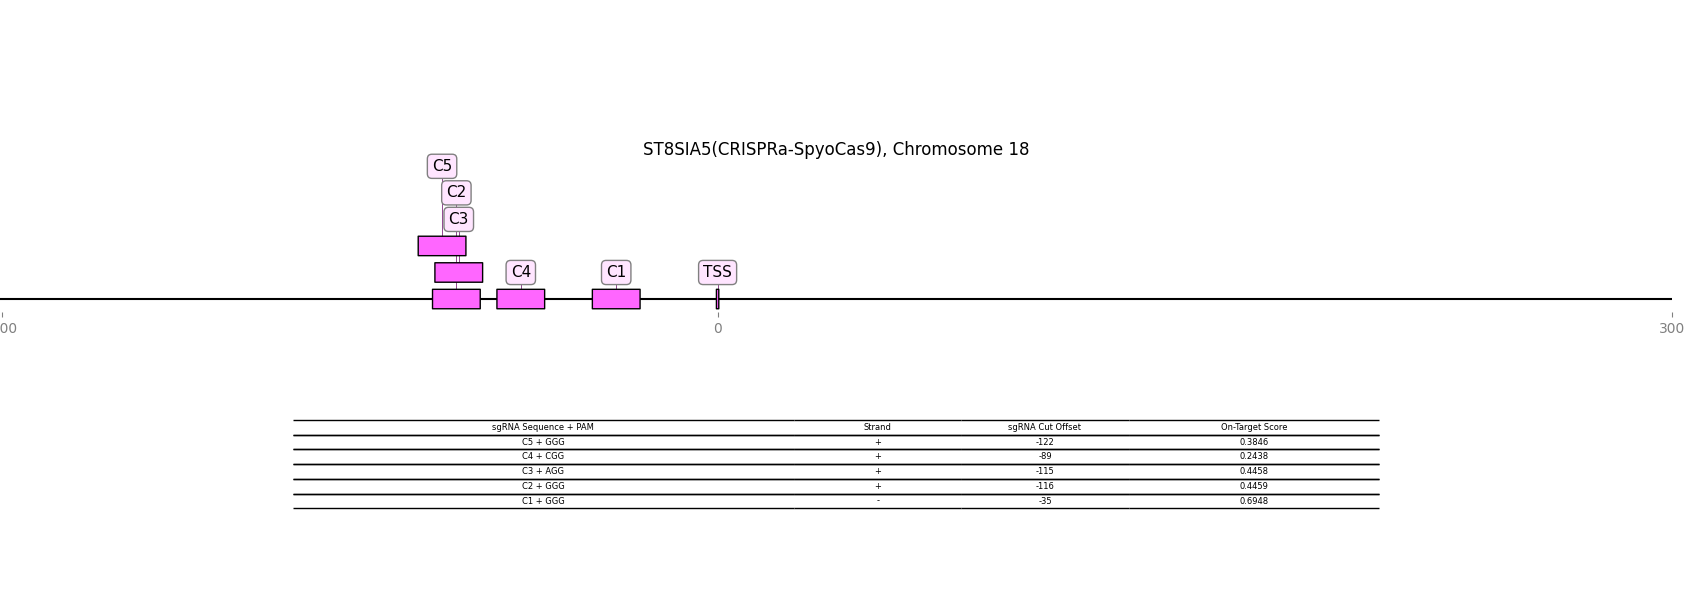 ST8SIA5(CRISPRa-SpyoCas9), Chromosome 18
C5
C2
C3
C4 C1 TSS
00 0 300
sgRNA Sequence + PAM Strand sgRNA Cut Offset On-Target Score
C5 + GGG + -122 0.3846
C4 + CGG + -89 0.2438
C3 + AGG + -115 0.4458
C2 + GGG + -116 0.4459
C1 + GGG - -35 0.6948